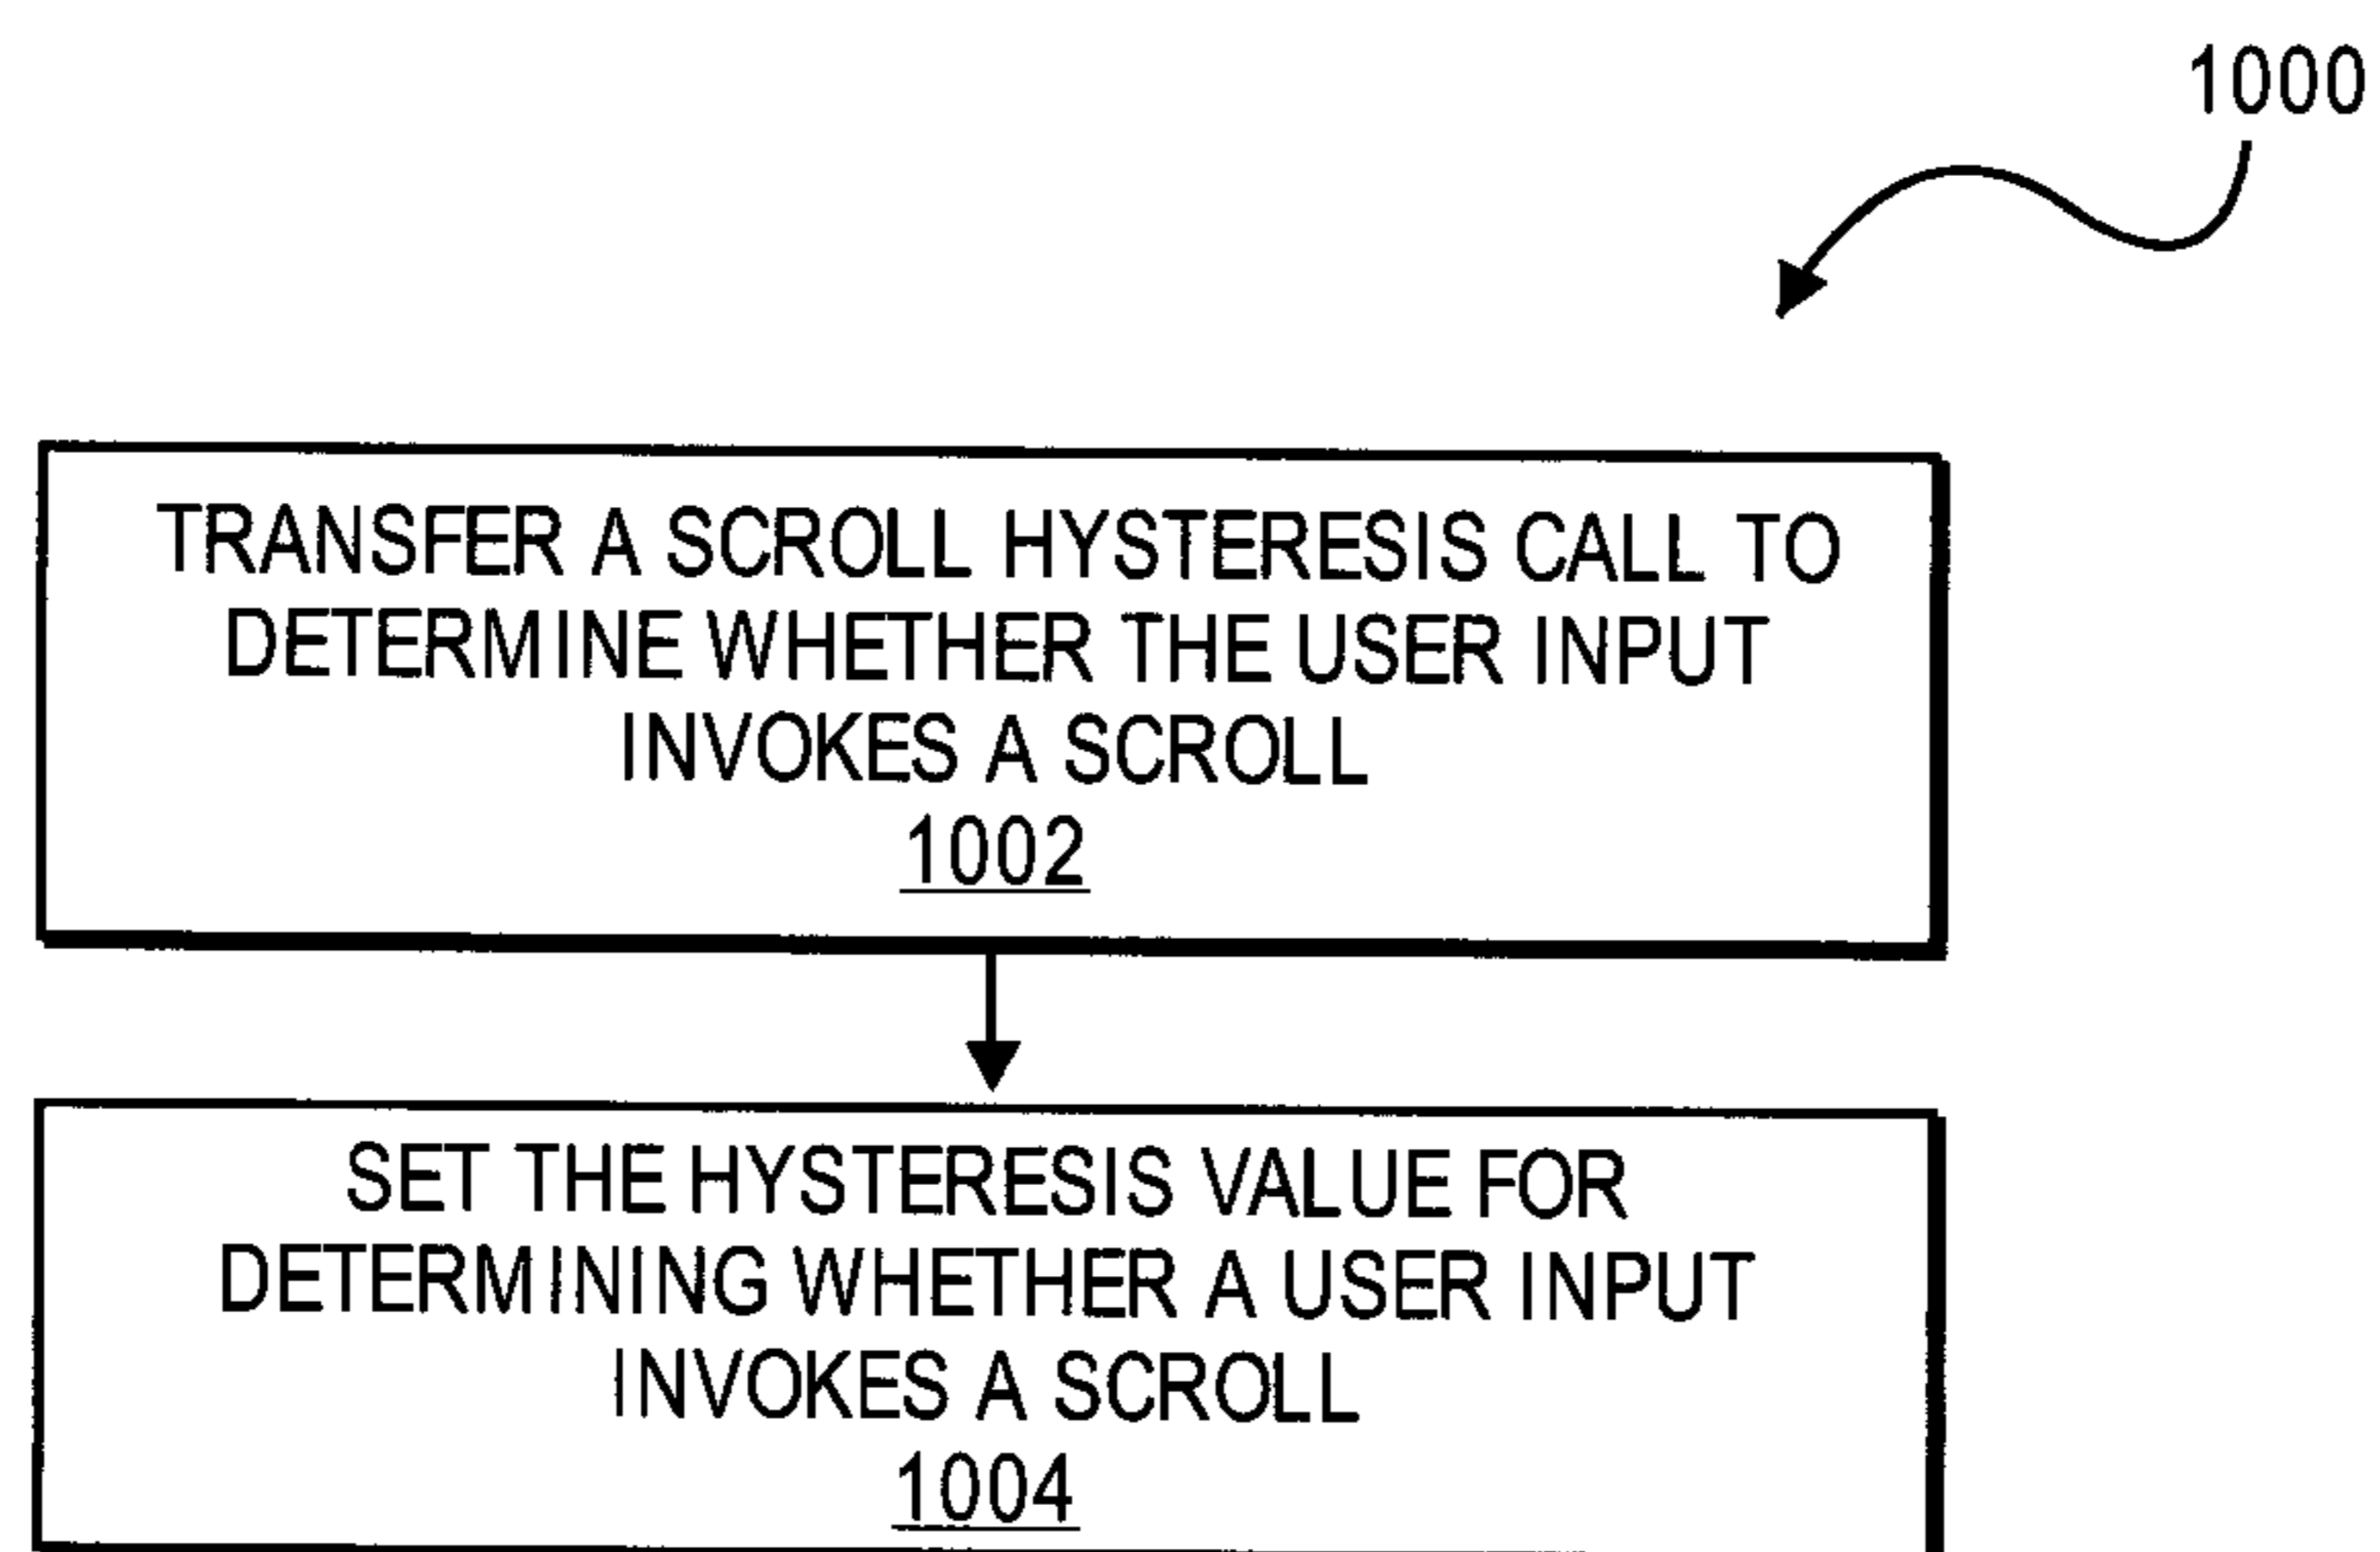 1000
TRANSFER A SCROLL HYSTERESIS CALL TO
DETERMINE WHETHER THE USER INPUT
INVOKES A SCROLL
1002
SET THE HYSTERESIS VALUE FOR
DETERMINING WHETHER A USER INPUT
INVOKES A SCROLL
1004